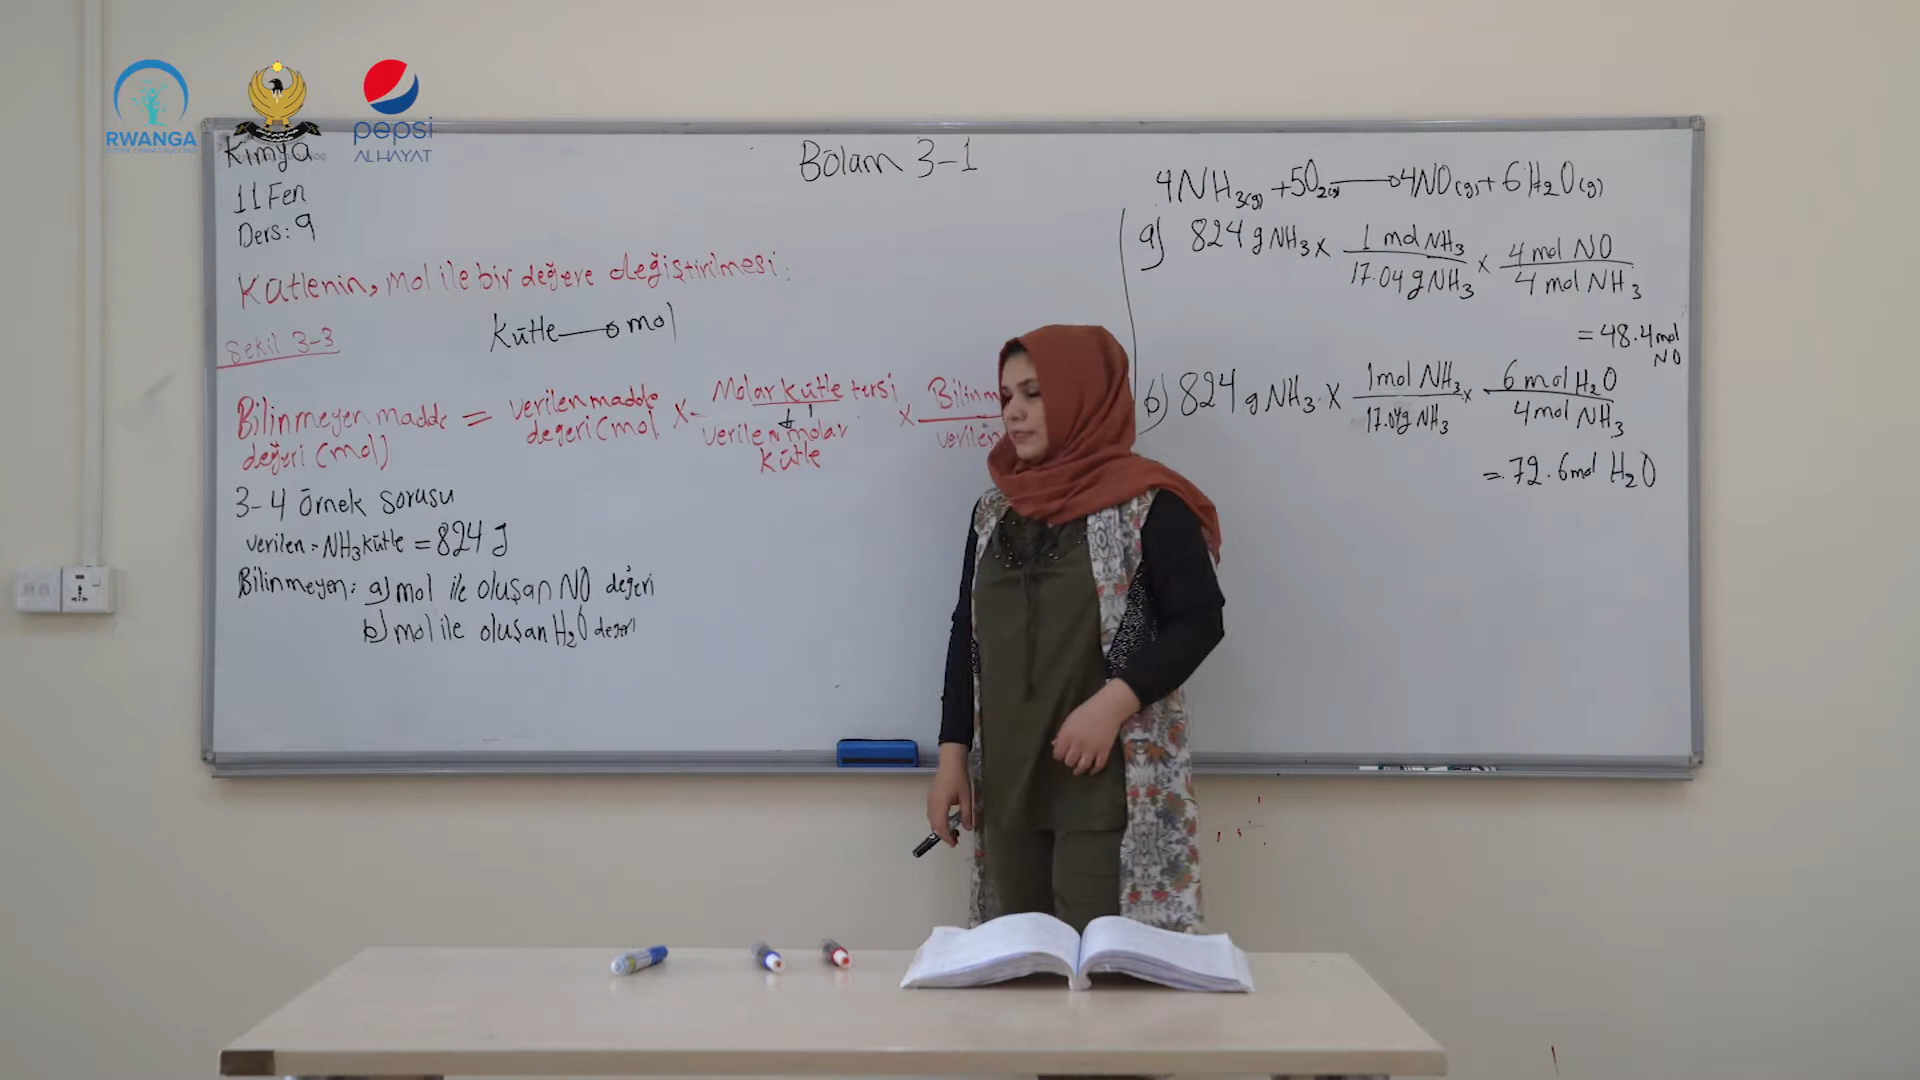 RWANGA
pepsi
AL HAYAT
Kimya
11 Fen
Ders: 9
Bölüm 3-1
Kütlenin, mol ile bir değere değiştirilmesi:
Kütle → mol
Şekil 3-3
Bilinmeyen madde değeri (mol) = verilen madde değeri (mol × Molar kütle tersi / verilen molar kütle × Bilinm / verilen
3-4 Örnek Sorusu
verilen = NH₃ kütle = 824 g
Bilinmeyen: a) mol ile oluşan NO değeri
b) mol ile oluşan H₂O değeri
4NH₃(g) + 5O₂(g) → 4NO(g) + 6H₂O(g)
a) 824 g NH₃ × 1 mol NH₃ / 17.04 g NH₃ × 4 mol NO / 4 mol NH₃
= 48.4 mol NO
b) 824 g NH₃ × 1 mol NH₃ / 17.04 g NH₃ × 6 mol H₂O / 4 mol NH₃
= 72.6 mol H₂O